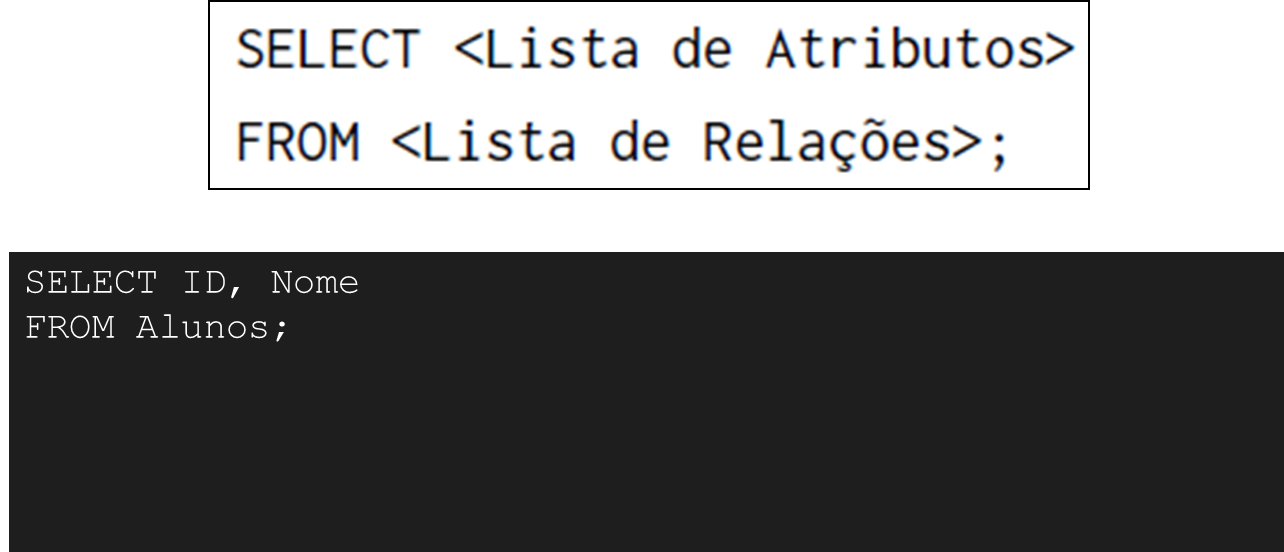 SELECT <Lista de Atributos>
FROM <Lista de Relações>;
SELECT ID, Nome
FROM Alunos;